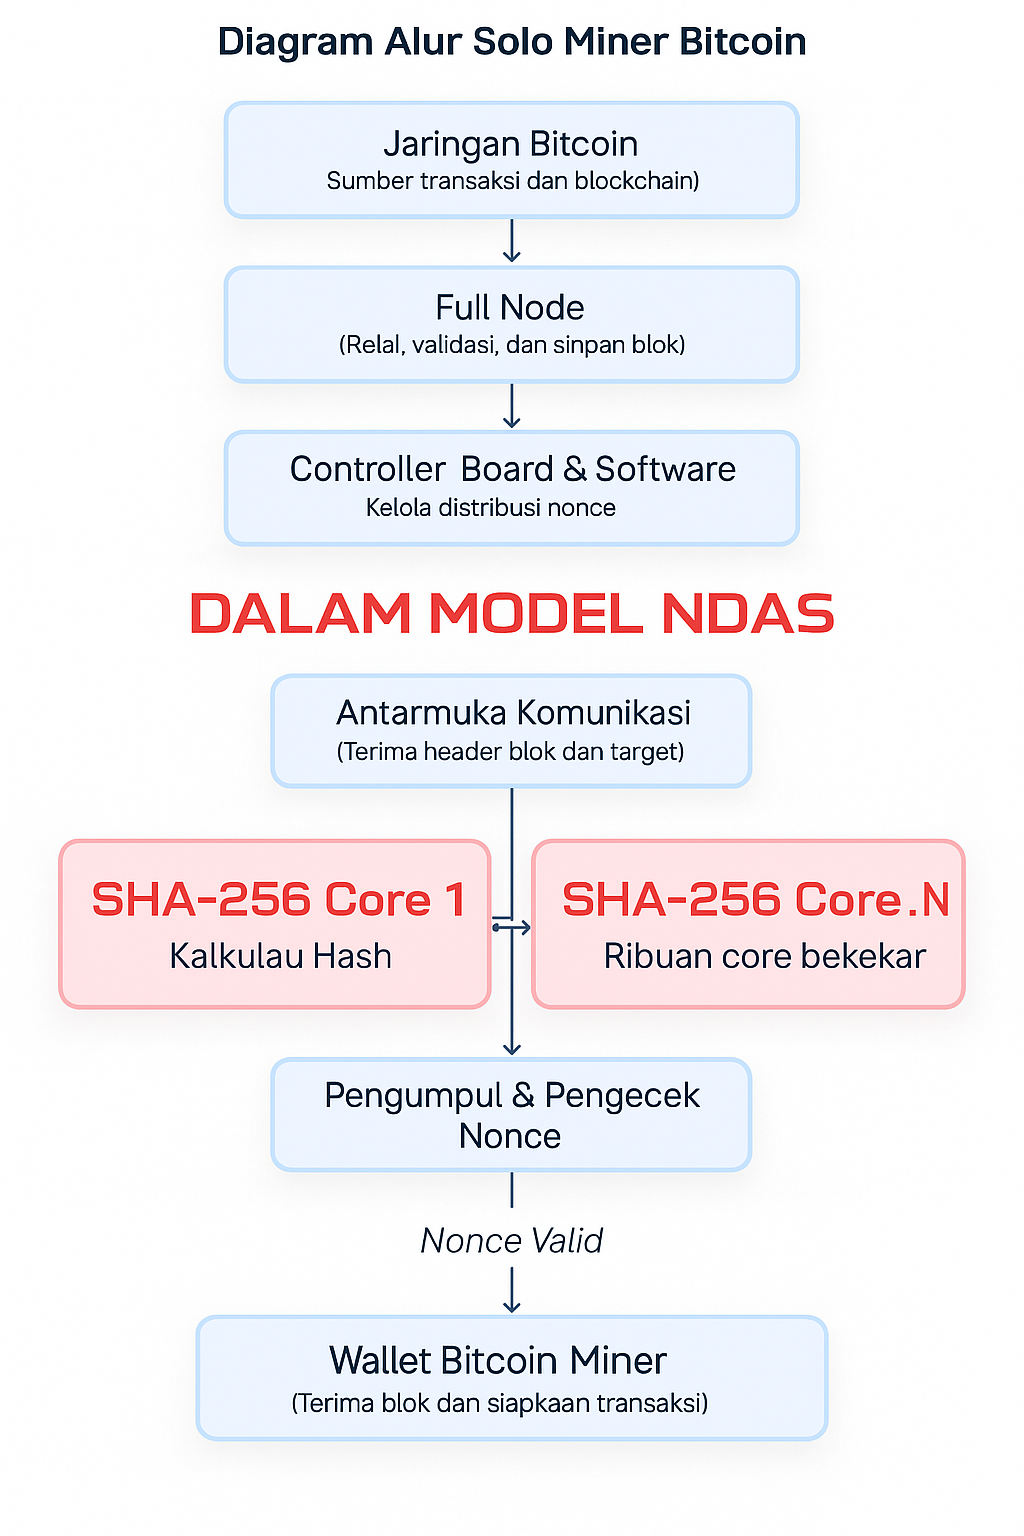 Diagram Alur Solo Miner Bitcoin
Jaringan Bitcoin
Sumber transaksi dan blockchain)
Full Node
(Relal, validasi, dan sinpan blok)
Controller Board & Software
Kelola distribusi nonce
DALAM MODEL NDAS
Antarmuka Komunikasi
(Terima header blok dan target)
SHA-256 Core 1
Kalkulau Hash
SHA-256 Core.N
Ribuan core bekekar
Pengumpul & Pengecek
Nonce
Nonce Valid
Wallet Bitcoin Miner
(Terima blok dan siapkaan transaksi)